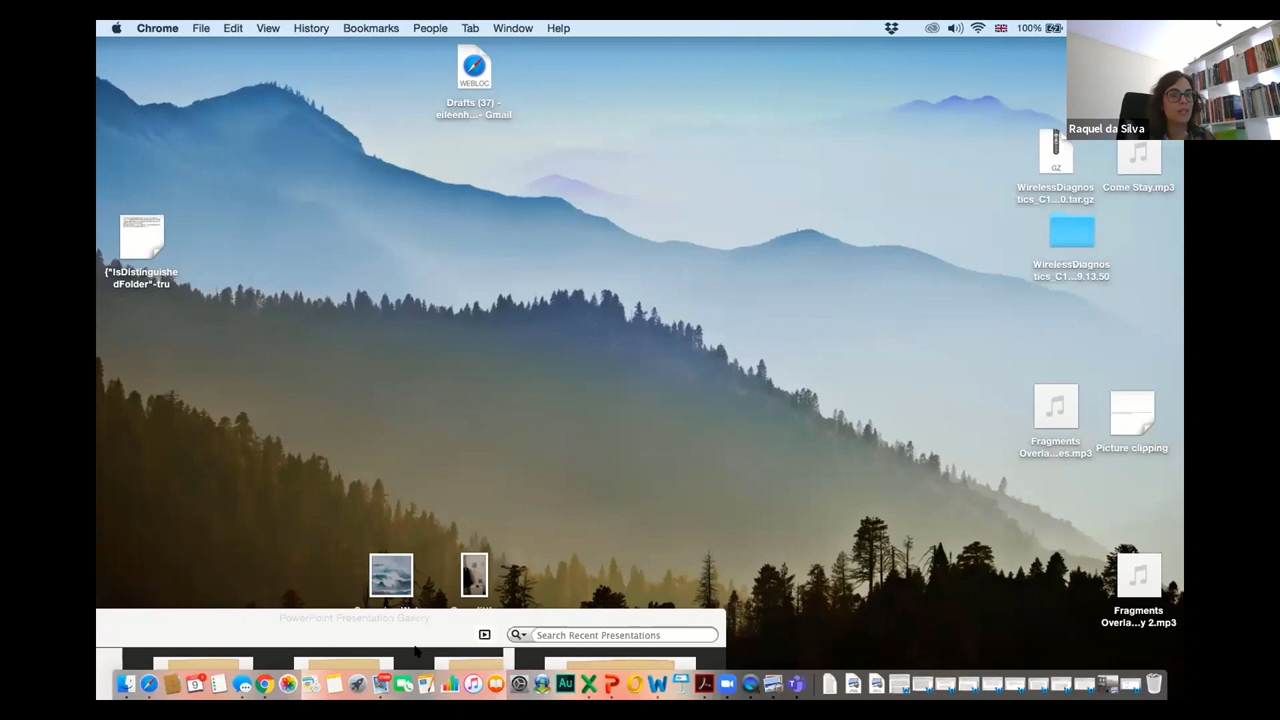 Chrome File Edit View History Bookmarks People Tab Window Help 100%
WEBLOC
Drafts (37) -
eileenh...- Gmail
Raquel da Silva
GZ
WirelessDiagnos
tics_C1...0.tar.gz
Come Stay.mp3
{"IsDistinguishe
dFolder"-tru
WirelessDiagnos
tics_C1...9.13.50
Fragments
Overla...es.mp3
Picture clipping
PowerPoint Presentation Gallery
Search Recent Presentations
Fragments
Overla...y 2.mp3